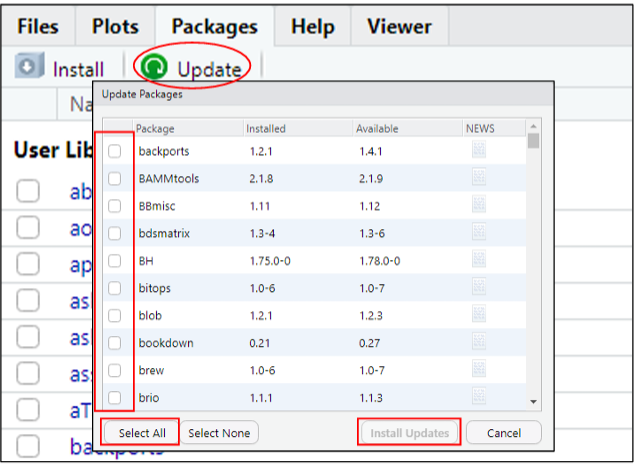 Files Plots Packages Help Viewer
Install Update
Na
Update Packages
Package Installed Available NEWS
User Lib
backports 1.2.1 1.4.1
BAMMtools 2.1.8 2.1.9
ab
BBmisc 1.11 1.12
ao
bdsmatrix 1.3-4 1.3-6
ap
BH 1.75.0-0 1.78.0-0
as
bitops 1.0-6 1.0-7
blob 1.2.1 1.2.3
as
bookdown 0.21 0.27
as
brew 1.0-6 1.0-7
aT
brio 1.1.1 1.1.3
Select All Select None Install Updates Cancel
backports